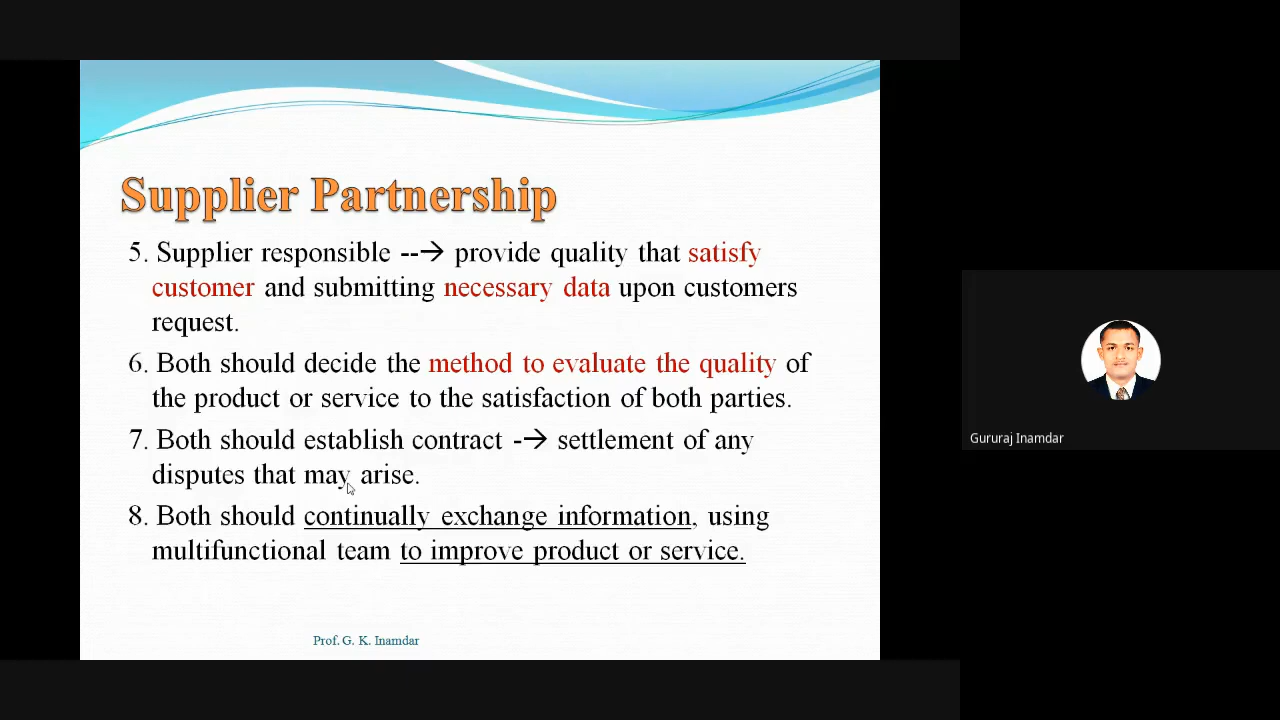 Supplier Partnership
5. Supplier responsible --→ provide quality that satisfy
customer and submitting necessary data upon customers
request.
6. Both should decide the method to evaluate the quality of
the product or service to the satisfaction of both parties.
7. Both should establish contract -→ settlement of any
disputes that may arise.
8. Both should continually exchange information, using
multifunctional team to improve product or service.
Prof. G. K. Inamdar
Gururaj Inamdar